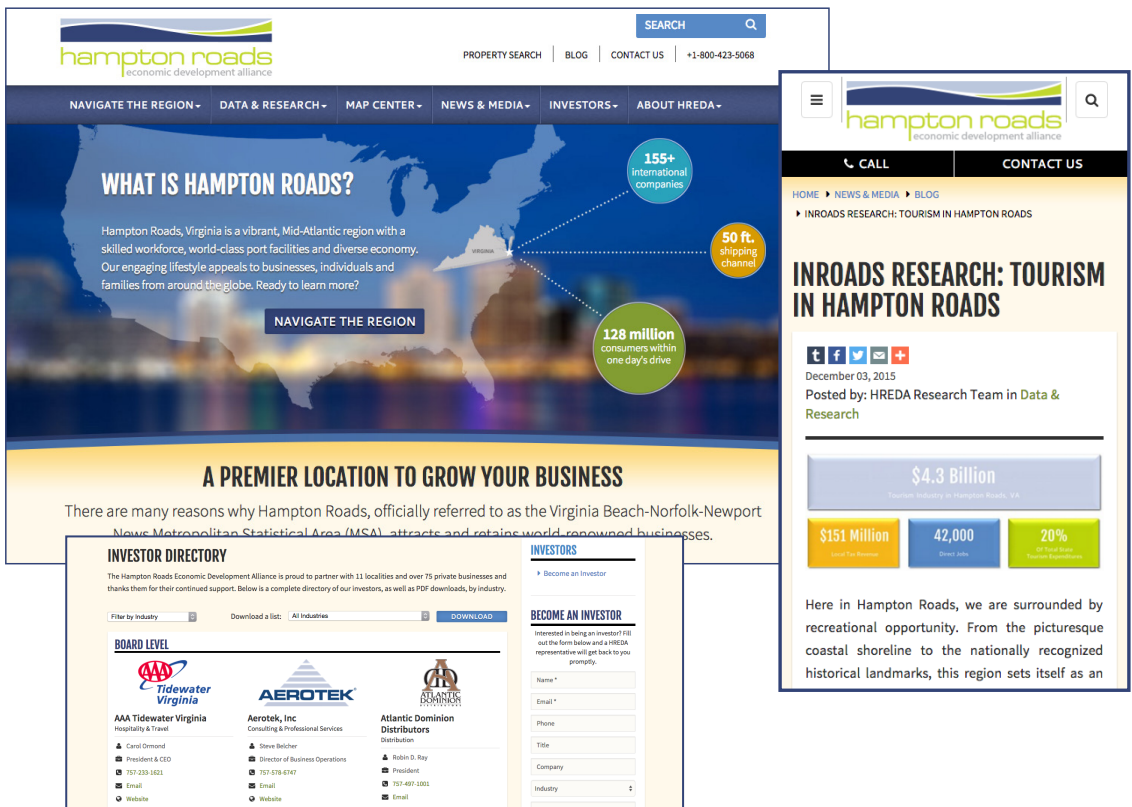 SEARCH
hampton roads
economic development alliance
PROPERTY SEARCH
BLOG
CONTACT US
+1-800-423-5068
NAVIGATE THE REGION
DATA & RESEARCH
MAP CENTER
NEWS & MEDIA
INVESTORS
ABOUT HREDA
WHAT IS HAMPTON ROADS?
Hampton Roads, Virginia is a vibrant, Mid-Atlantic region with a
skilled workforce, world-class port facilities and diverse economy.
Our engaging lifestyle appeals to businesses, individuals and
families from around the globe. Ready to learn more?
NAVIGATE THE REGION
VIRGINIA
155+
international
companies
50 ft.
shipping
channel
128 million
consumers within
one day's drive
A PREMIER LOCATION TO GROW YOUR BUSINESS
There are many reasons why Hampton Roads, officially referred to as the Virginia Beach-Norfolk-Newport
News Metropolitan Statistical Area (MSA), attracts and retains world-renowned businesses.
hampton roads
economic development alliance
CALL
CONTACT US
HOME
NEWS & MEDIA
BLOG
INROADS RESEARCH: TOURISM IN HAMPTON ROADS
INROADS RESEARCH: TOURISM
IN HAMPTON ROADS
December 03, 2015
Posted by: HREDA Research Team in Data &
Research
$4.3 Billion
Tourism Industry in Hampton Roads, VA
$151 Million
Local Tax Revenue
42,000
Direct Jobs
20%
Of Total State
Tourism Expenditures
Here in Hampton Roads, we are surrounded by
recreational opportunity. From the picturesque
coastal shoreline to the nationally recognized
historical landmarks, this region sets itself as an
INVESTOR DIRECTORY
The Hampton Roads Economic Development Alliance is proud to partner with 11 localities and over 75 private businesses and
thanks them for their continued support. Below is a complete directory of our investors, as well as PDF downloads, by industry.
Filter by Industry
Download a list:
All Industries
DOWNLOAD
BOARD LEVEL
AAA
Tidewater
Virginia
AAA Tidewater Virginia
Hospitality & Travel
Carol Ormond
President & CEO
757-233-1621
Email
Website
AEROTEK
Aerotek, Inc
Consulting & Professional Services
Steve Belcher
Director of Business Operations
757-578-6747
Email
Website
ATLANTIC
DOMINION
DISTRIBUTORS
Atlantic Dominion
Distributors
Distribution
Robin D. Ray
President
757-497-1001
Email
INVESTORS
Become an Investor
BECOME AN INVESTOR
Interested in being an investor? Fill
out the form below and a HREDA
representative will get back to you
promptly.
Name *
Email *
Phone
Title
Company
Industry